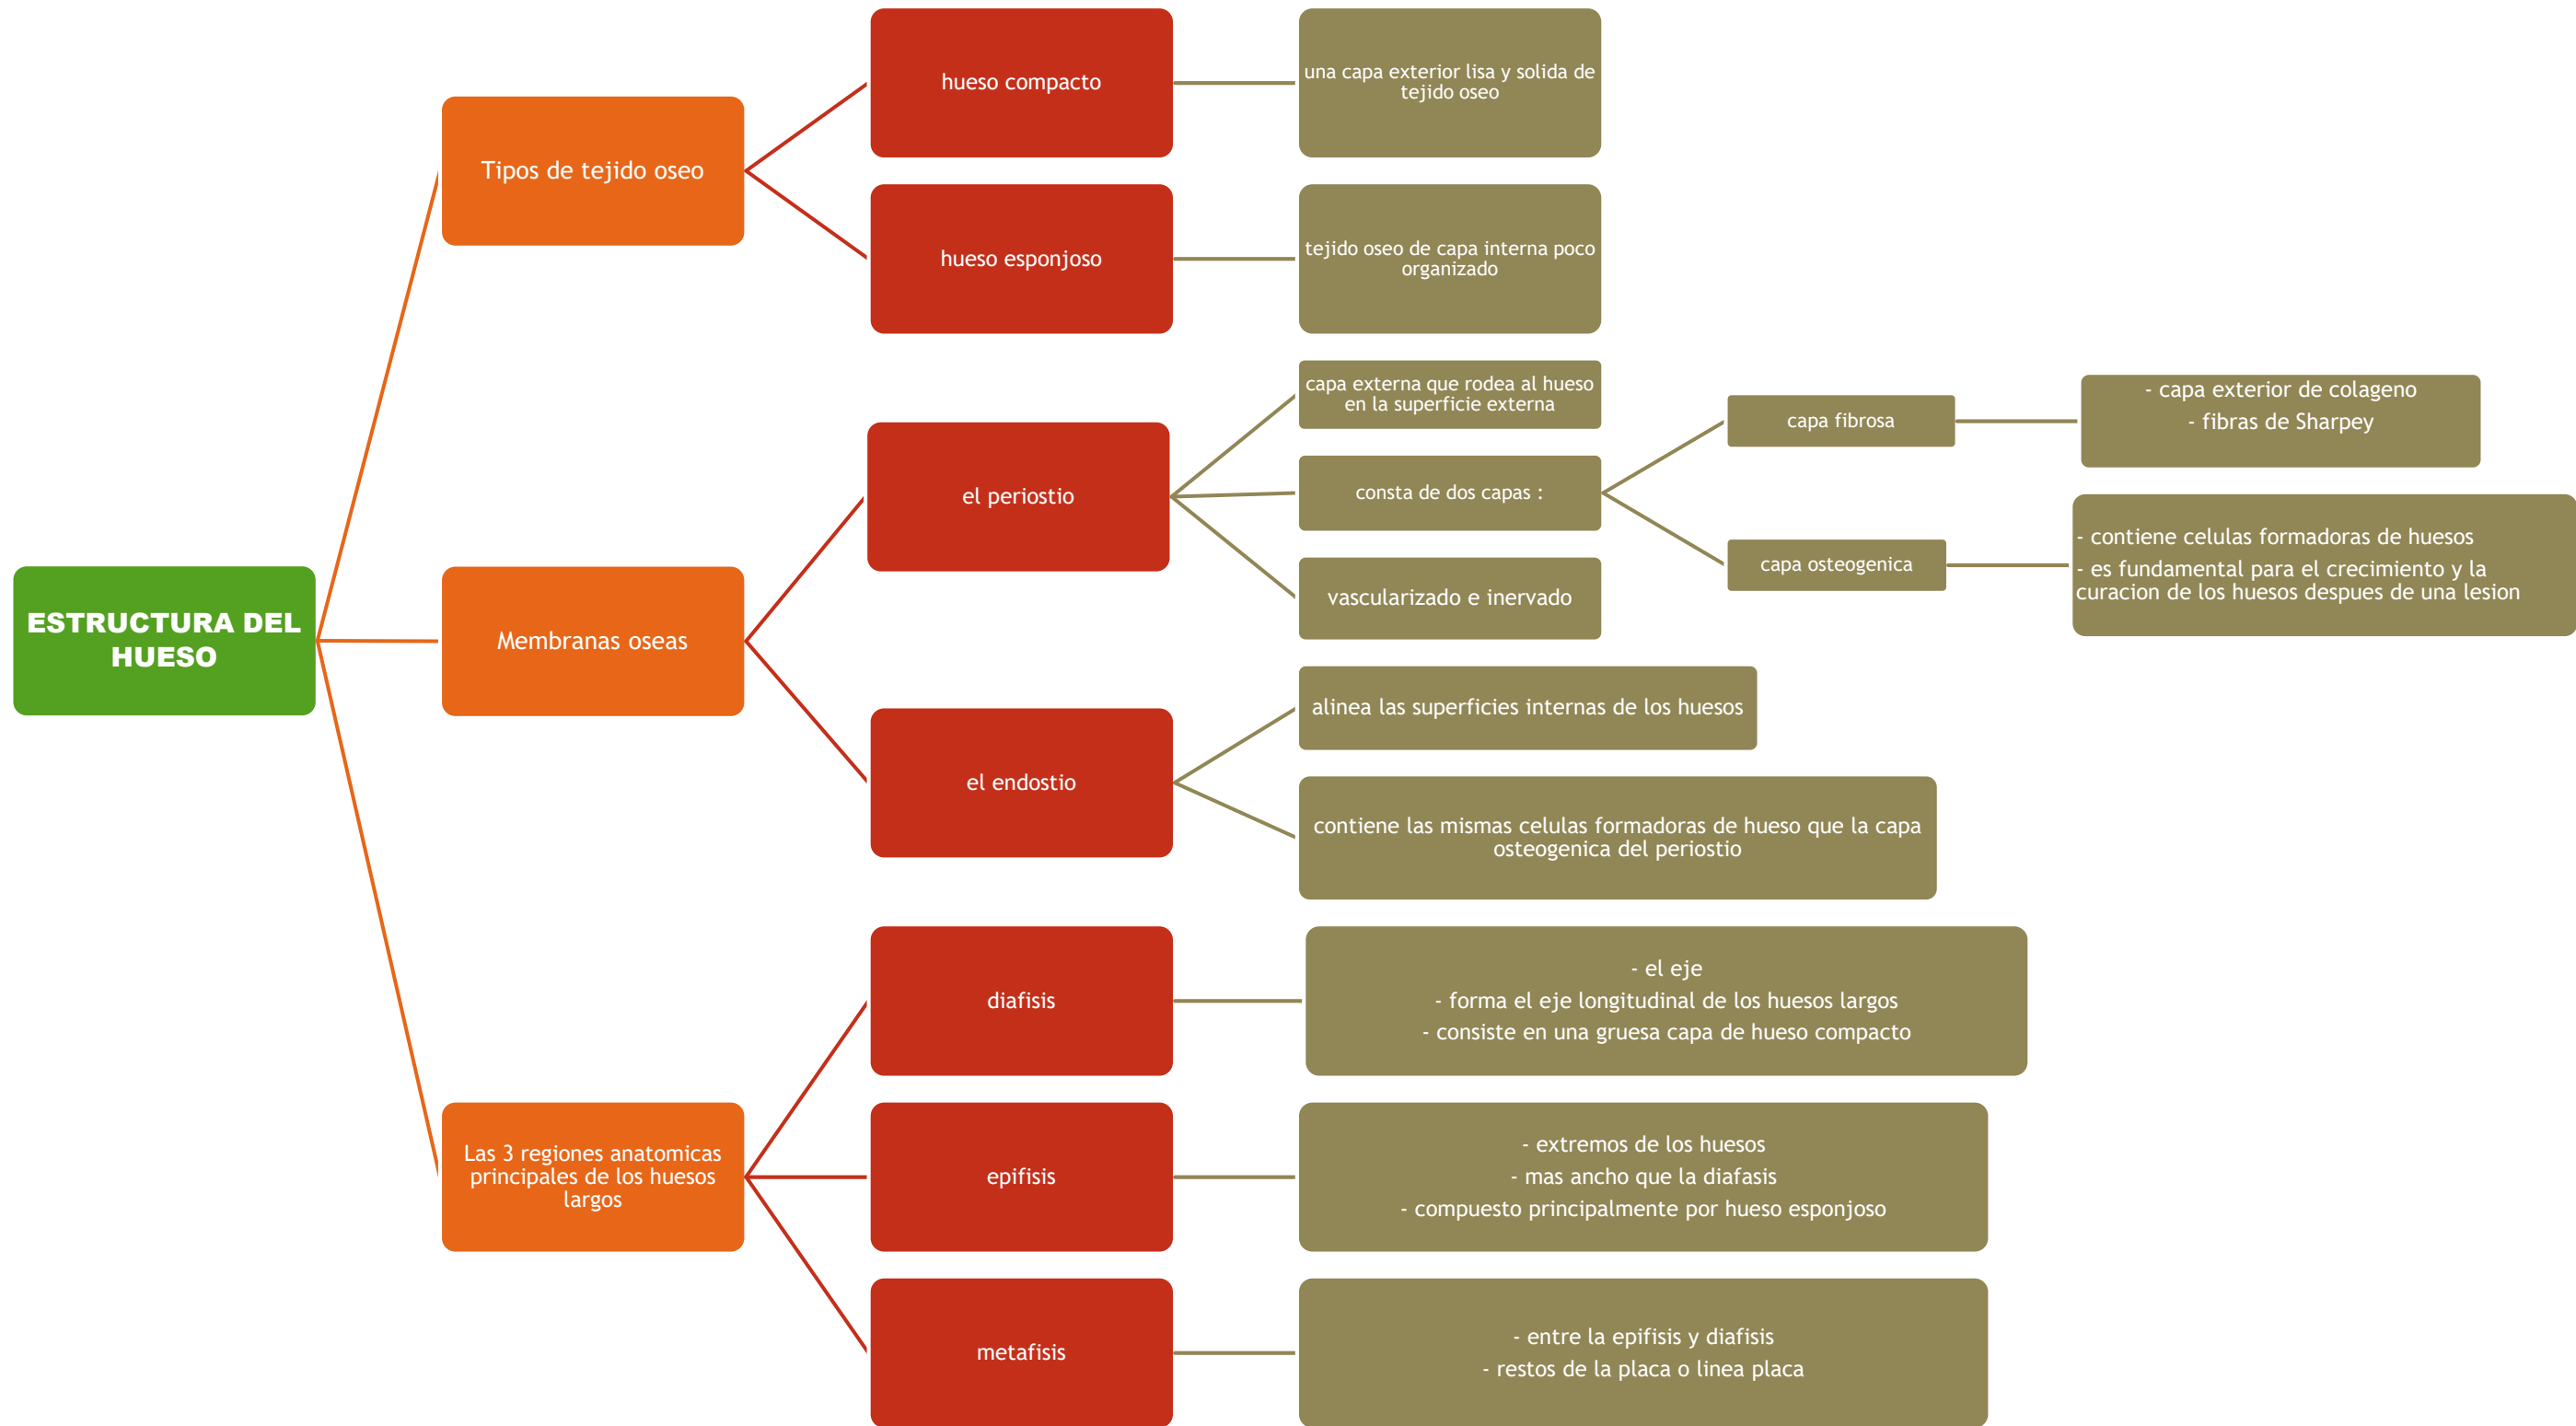 ESTRUCTURA DEL
HUESO
Tipos de tejido oseo
hueso compacto
una capa exterior lisa y solida de
tejido oseo
hueso esponjoso
tejido oseo de capa interna poco
organizado
Membranas oseas
el periostio
capa externa que rodea al hueso
en la superficie externa
consta de dos capas :
capa fibrosa
- capa exterior de colageno
- fibras de Sharpey
capa osteogenica
- contiene celulas formadoras de huesos
- es fundamental para el crecimiento y la
curacion de los huesos despues de una lesion
vascularizado e inervado
el endostio
alinea las superficies internas de los huesos
contiene las mismas celulas formadoras de hueso que la capa
osteogenica del periostio
Las 3 regiones anatomicas
principales de los huesos
largos
diafisis
- el eje
- forma el eje longitudinal de los huesos largos
- consiste en una gruesa capa de hueso compacto
epifisis
- extremos de los huesos
- mas ancho que la diafasis
- compuesto principalmente por hueso esponjoso
metafisis
- entre la epifisis y diafisis
- restos de la placa o linea placa